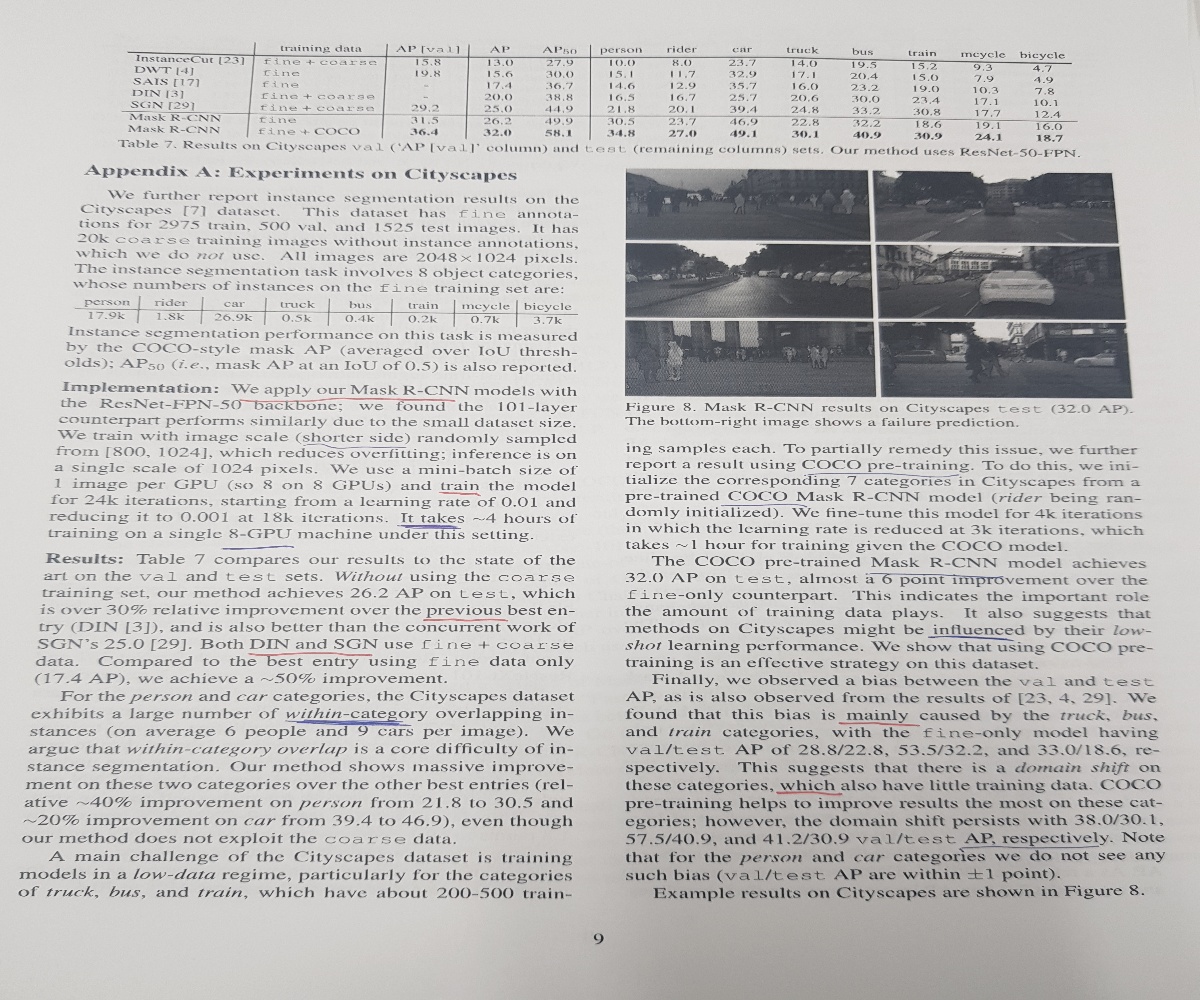 training data AP [val] AP AP50 person rider car truck bus train mcycle bicycle
InstanceCut [23] fine + coarse 15.8 13.0 27.9 10.0 8.0 23.7 14.0 19.5 15.2 9.3 4.7
DWT [4] fine 19.8 15.6 30.0 15.1 11.7 32.9 17.1 20.4 15.0 7.9 4.9
SAIS [17] fine - 17.4 36.7 14.6 12.9 35.7 16.0 23.2 19.0 10.3 7.8
DIN [3] fine + coarse - 20.0 38.8 16.5 16.7 25.7 20.6 30.0 23.4 17.1 10.1
SGN [29] fine + coarse 29.2 25.0 44.9 21.8 20.1 39.4 24.8 33.2 30.8 17.7 12.4
Mask R-CNN fine 31.5 26.2 49.9 30.5 23.7 46.9 22.8 32.2 18.6 19.1 16.0
Mask R-CNN fine + COCO 36.4 32.0 58.1 34.8 27.0 49.1 30.1 40.9 30.9 24.1 18.7
Table 7. Results on Cityscapes val ('AP [val]' column) and test (remaining columns) sets. Our method uses ResNet-50-FPN.
Appendix A: Experiments on Cityscapes
We further report instance segmentation results on the
Cityscapes [7] dataset. This dataset has fine annota-
tions for 2975 train, 500 val, and 1525 test images. It has
20k coarse training images without instance annotations,
which we do not use. All images are 2048×1024 pixels.
The instance segmentation task involves 8 object categories,
whose numbers of instances on the fine training set are:
person rider car truck bus train mcycle bicycle
17.9k 1.8k 26.9k 0.5k 0.4k 0.2k 0.7k 3.7k
Instance segmentation performance on this task is measured
by the COCO-style mask AP (averaged over IoU thresh-
olds); AP50 (i.e., mask AP at an IoU of 0.5) is also reported.
Implementation: We apply our Mask R-CNN models with
the ResNet-FPN-50 backbone; we found the 101-layer
counterpart performs similarly due to the small dataset size.
We train with image scale (shorter side) randomly sampled
from [800, 1024], which reduces overfitting; inference is on
a single scale of 1024 pixels. We use a mini-batch size of
1 image per GPU (so 8 on 8 GPUs) and train the model
for 24k iterations, starting from a learning rate of 0.01 and
reducing it to 0.001 at 18k iterations. It takes ~4 hours of
training on a single 8-GPU machine under this setting.
Results: Table 7 compares our results to the state of the
art on the val and test sets. Without using the coarse
training set, our method achieves 26.2 AP on test, which
is over 30% relative improvement over the previous best en-
try (DIN [3]), and is also better than the concurrent work of
SGN's 25.0 [29]. Both DIN and SGN use fine + coarse
data. Compared to the best entry using fine data only
(17.4 AP), we achieve a ~50% improvement.
For the person and car categories, the Cityscapes dataset
exhibits a large number of within-category overlapping in-
stances (on average 6 people and 9 cars per image). We
argue that within-category overlap is a core difficulty of in-
stance segmentation. Our method shows massive improve-
ment on these two categories over the other best entries (rel-
ative ~40% improvement on person from 21.8 to 30.5 and
~20% improvement on car from 39.4 to 46.9), even though
our method does not exploit the coarse data.
A main challenge of the Cityscapes dataset is training
models in a low-data regime, particularly for the categories
of truck, bus, and train, which have about 200-500 train-
Figure 8. Mask R-CNN results on Cityscapes test (32.0 AP).
The bottom-right image shows a failure prediction.
ing samples each. To partially remedy this issue, we further
report a result using COCO pre-training. To do this, we ini-
tialize the corresponding 7 categories in Cityscapes from a
pre-trained COCO Mask R-CNN model (rider being ran-
domly initialized). We fine-tune this model for 4k iterations
in which the learning rate is reduced at 3k iterations, which
takes ~1 hour for training given the COCO model.
The COCO pre-trained Mask R-CNN model achieves
32.0 AP on test, almost a 6 point improvement over the
fine-only counterpart. This indicates the important role
the amount of training data plays. It also suggests that
methods on Cityscapes might be influenced by their low-
shot learning performance. We show that using COCO pre-
training is an effective strategy on this dataset.
Finally, we observed a bias between the val and test
AP, as is also observed from the results of [23, 4, 29]. We
found that this bias is mainly caused by the truck, bus,
and train categories, with the fine-only model having
val/test AP of 28.8/22.8, 53.5/32.2, and 33.0/18.6, re-
spectively. This suggests that there is a domain shift on
these categories, which also have little training data. COCO
pre-training helps to improve results the most on these cat-
egories; however, the domain shift persists with 38.0/30.1,
57.5/40.9, and 41.2/30.9 val/test AP, respectively. Note
that for the person and car categories we do not see any
such bias (val/test AP are within ±1 point).
Example results on Cityscapes are shown in Figure 8.
9